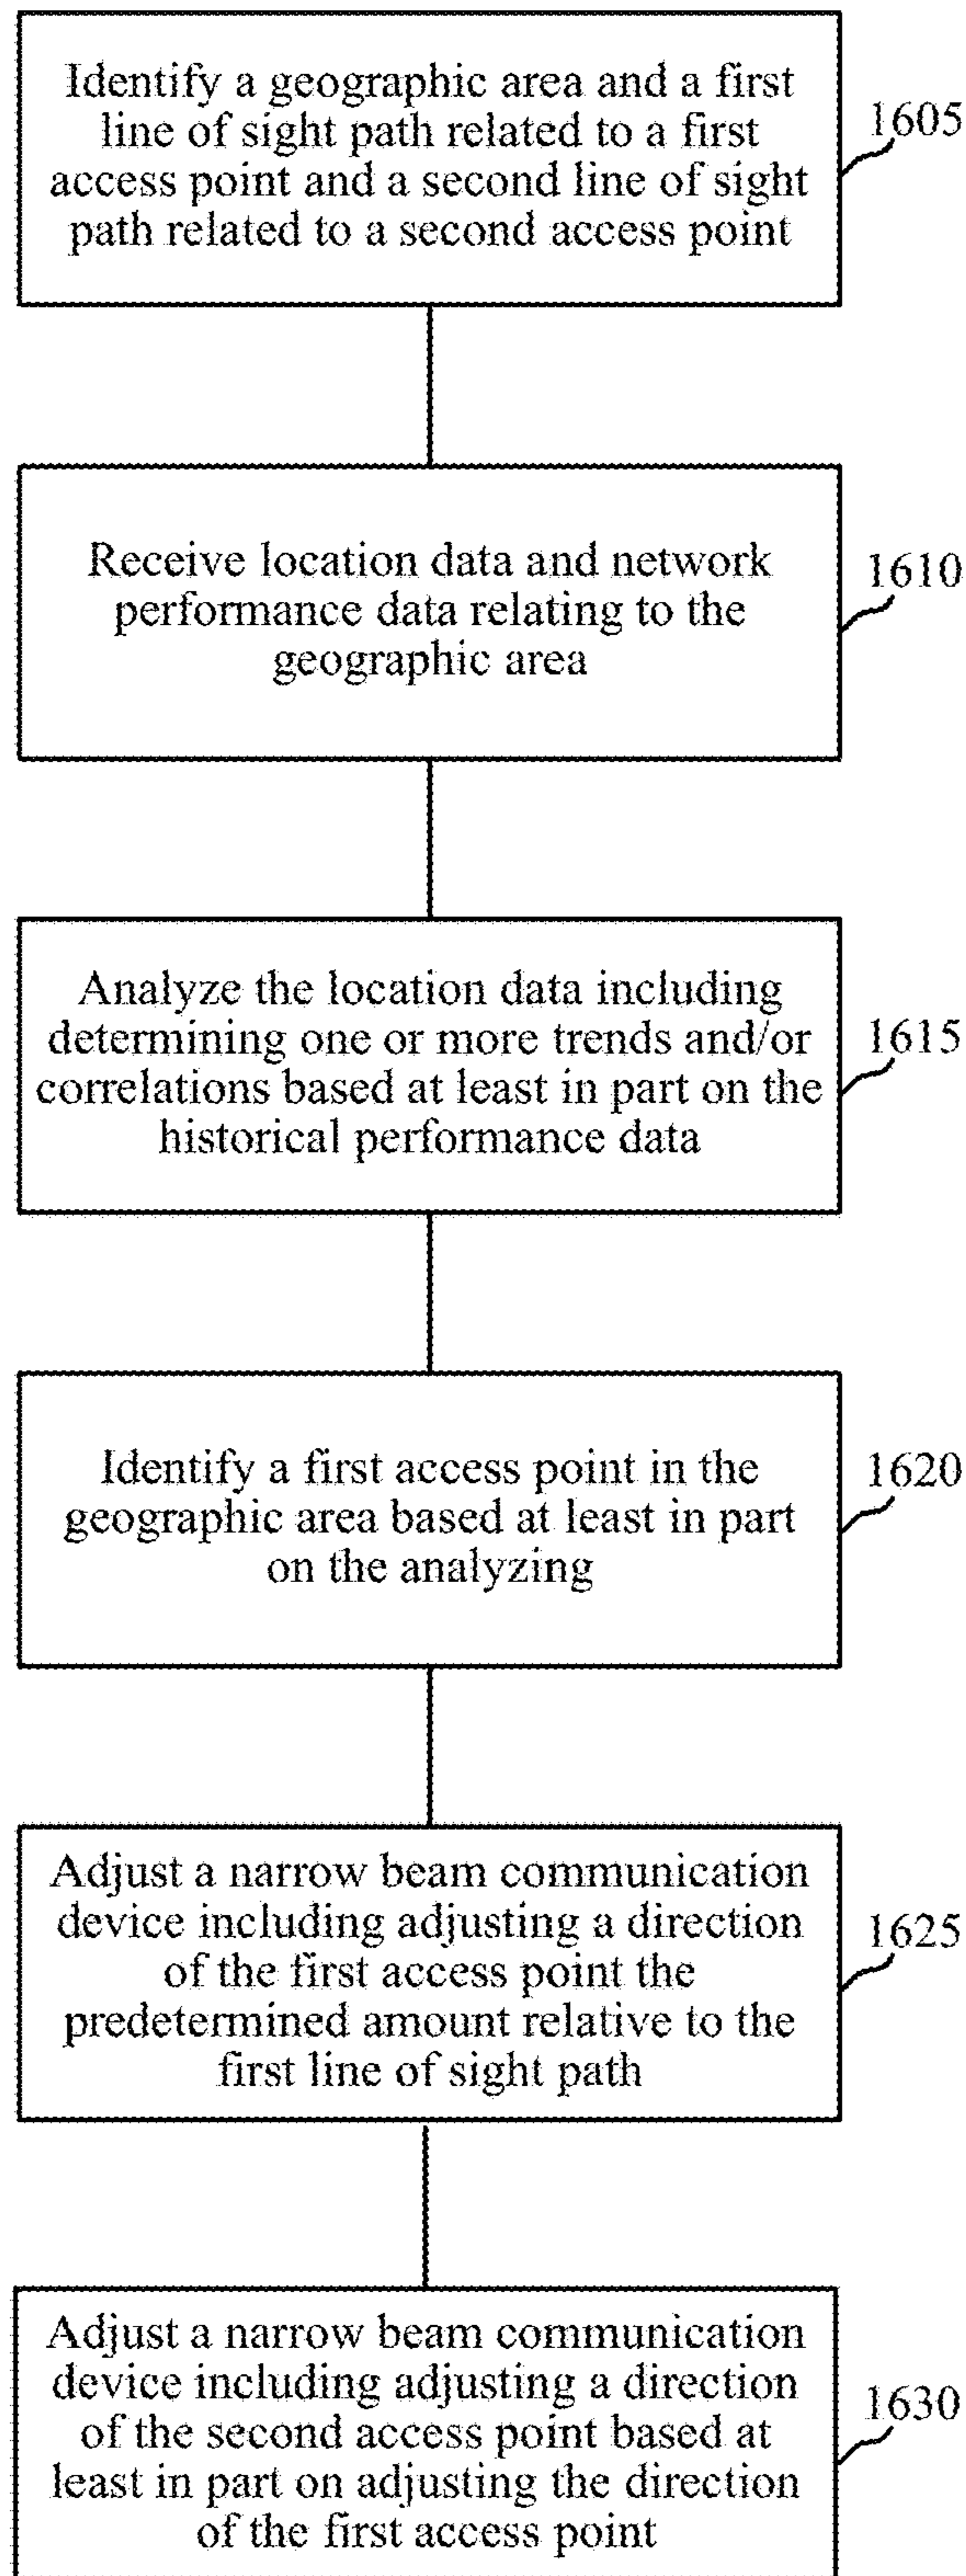 Identify a geographic area and a first
line of sight path related to a first
access point and a second line of sight
path related to a second access point
1605
Receive location data and network
performance data relating to the
geographic area
1610
Analyze the location data including
determining one or more trends and/or
correlations based at least in part on the
historical performance data
1615
Identify a first access point in the
geographic area based at least in part
on the analyzing
1620
Adjust a narrow beam communication
device including adjusting a direction
of the first access point the
predetermined amount relative to the
first line of sight path
1625
Adjust a narrow beam communication
device including adjusting a direction
of the second access point based at
least in part on adjusting the direction
of the first access point
1630